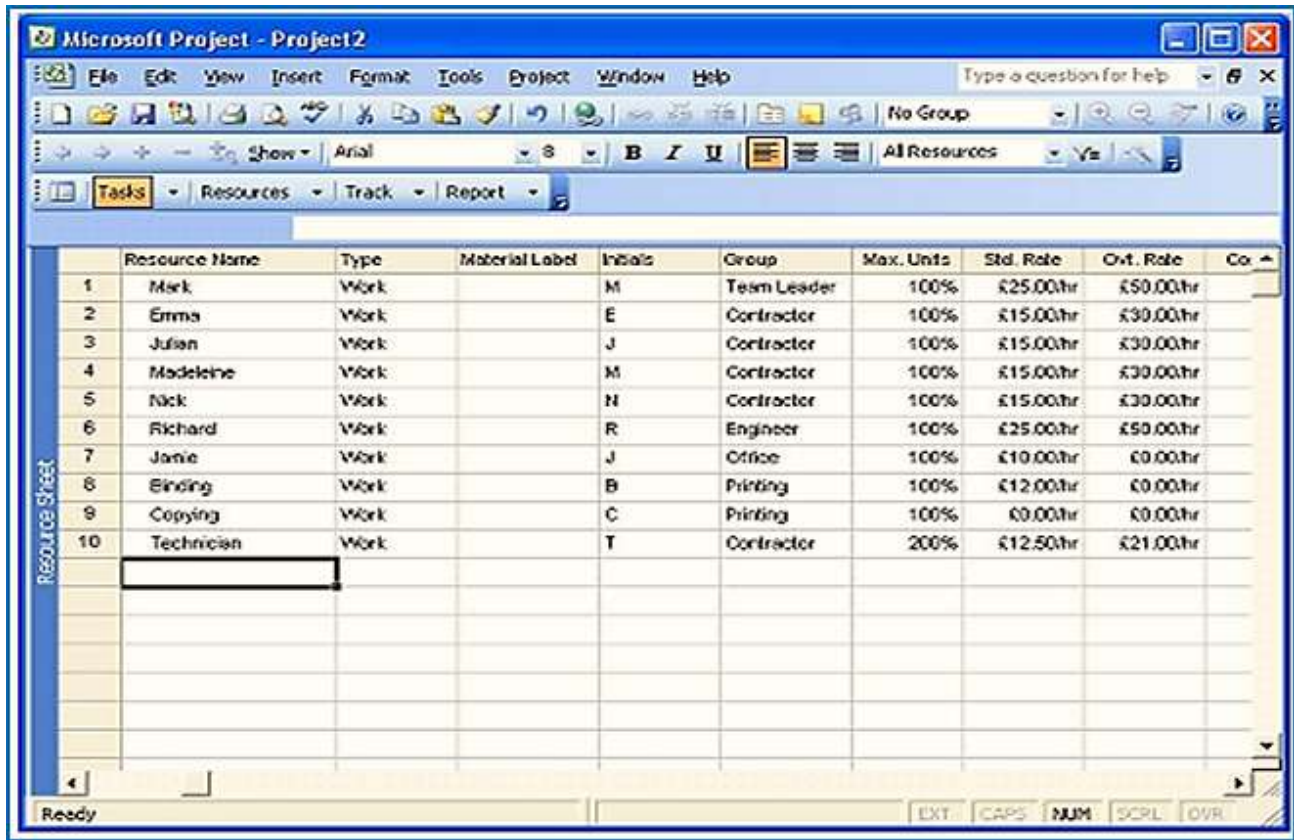 Microsoft Project - Project2
File Edit View Insert Format Tools Project Window Help Type a question for help
No Group
Show Arial 8 B I U All Resources
Tasks Resources Track Report
Resource Name Type Material Label Initials Group Max. Units Std. Rate Ovt. Rate Co
1 Mark Work M Team Leader 100% £25.00/hr £50.00/hr
2 Emma Work E Contractor 100% £15.00/hr £30.00/hr
3 Julian Work J Contractor 100% £15.00/hr £30.00/hr
4 Madeleine Work M Contractor 100% £15.00/hr £30.00/hr
5 Nick Work N Contractor 100% £15.00/hr £30.00/hr
6 Richard Work R Engineer 100% £25.00/hr £50.00/hr
7 Jamie Work J Office 100% £10.00/hr £0.00/hr
8 Binding Work B Printing 100% £12.00/hr £0.00/hr
9 Copying Work C Printing 100% £0.00/hr £0.00/hr
10 Technician Work T Contractor 200% £12.50/hr £21.00/hr
Resource Sheet
Ready EXT CAPS NUM SCRL OVR